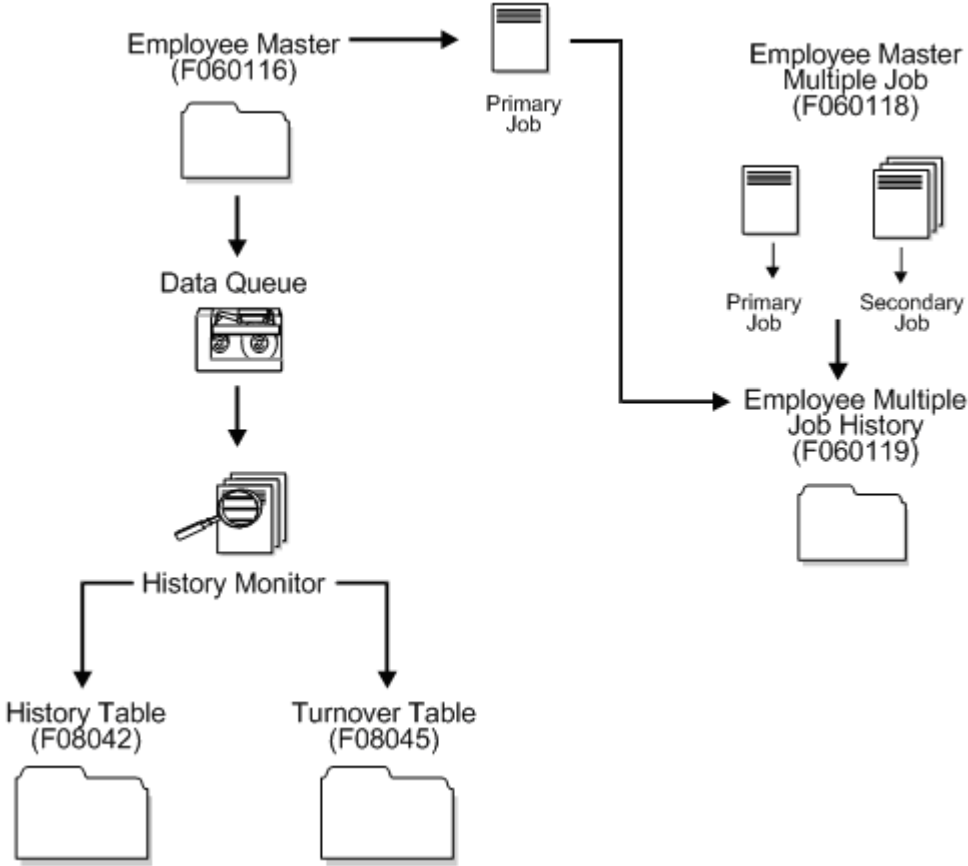 Employee Master
(F060116)
Primary
Job
Employee Master
Multiple Job
(F060118)
Data Queue
Primary
Job
Secondary
Job
Employee Multiple
Job History
(F060119)
History Monitor
History Table
(F08042)
Turnover Table
(F08045)